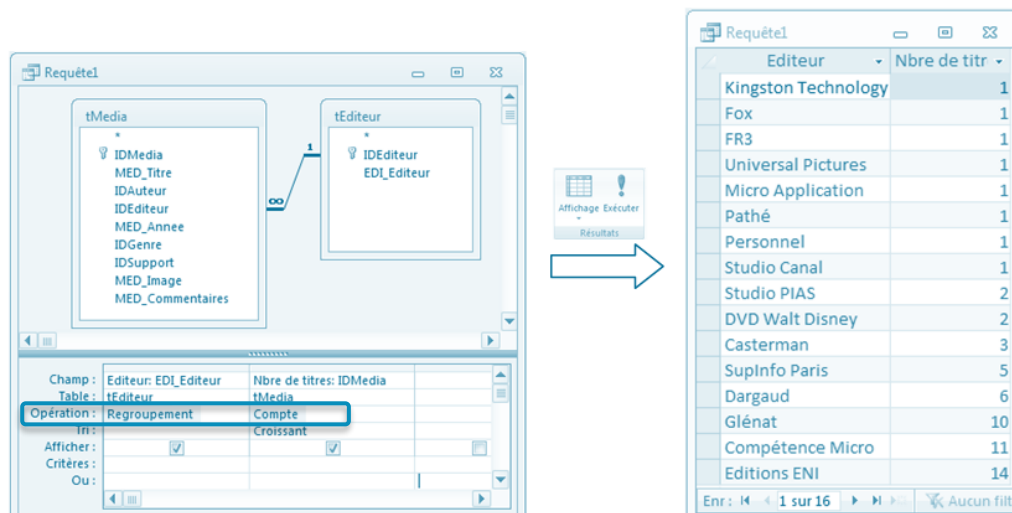 Requête1
tMedia
*
IDMedia
MED_Titre
IDAuteur
IDEditeur
MED_Annee
IDGenre
IDSupport
MED_Image
MED_Commentaires
∞
1
tEditeur
*
IDEditeur
EDI_Editeur
Champ : Editeur: EDI_Editeur Nbre de titres: IDMedia
Table : tEditeur tMedia
Opération : Regroupement Compte
Tri : Croissant
Afficher :
Critères :
Ou :
Affichage Exécuter
Résultats
Requête1
Editeur Nbre de titr
Kingston Technology 1
Fox 1
FR3 1
Universal Pictures 1
Micro Application 1
Pathé 1
Personnel 1
Studio Canal 1
Studio PIAS 2
DVD Walt Disney 2
Casterman 3
SupInfo Paris 5
Dargaud 6
Glénat 10
Compétence Micro 11
Editions ENI 14
Enr : 1 sur 16 Aucun filt